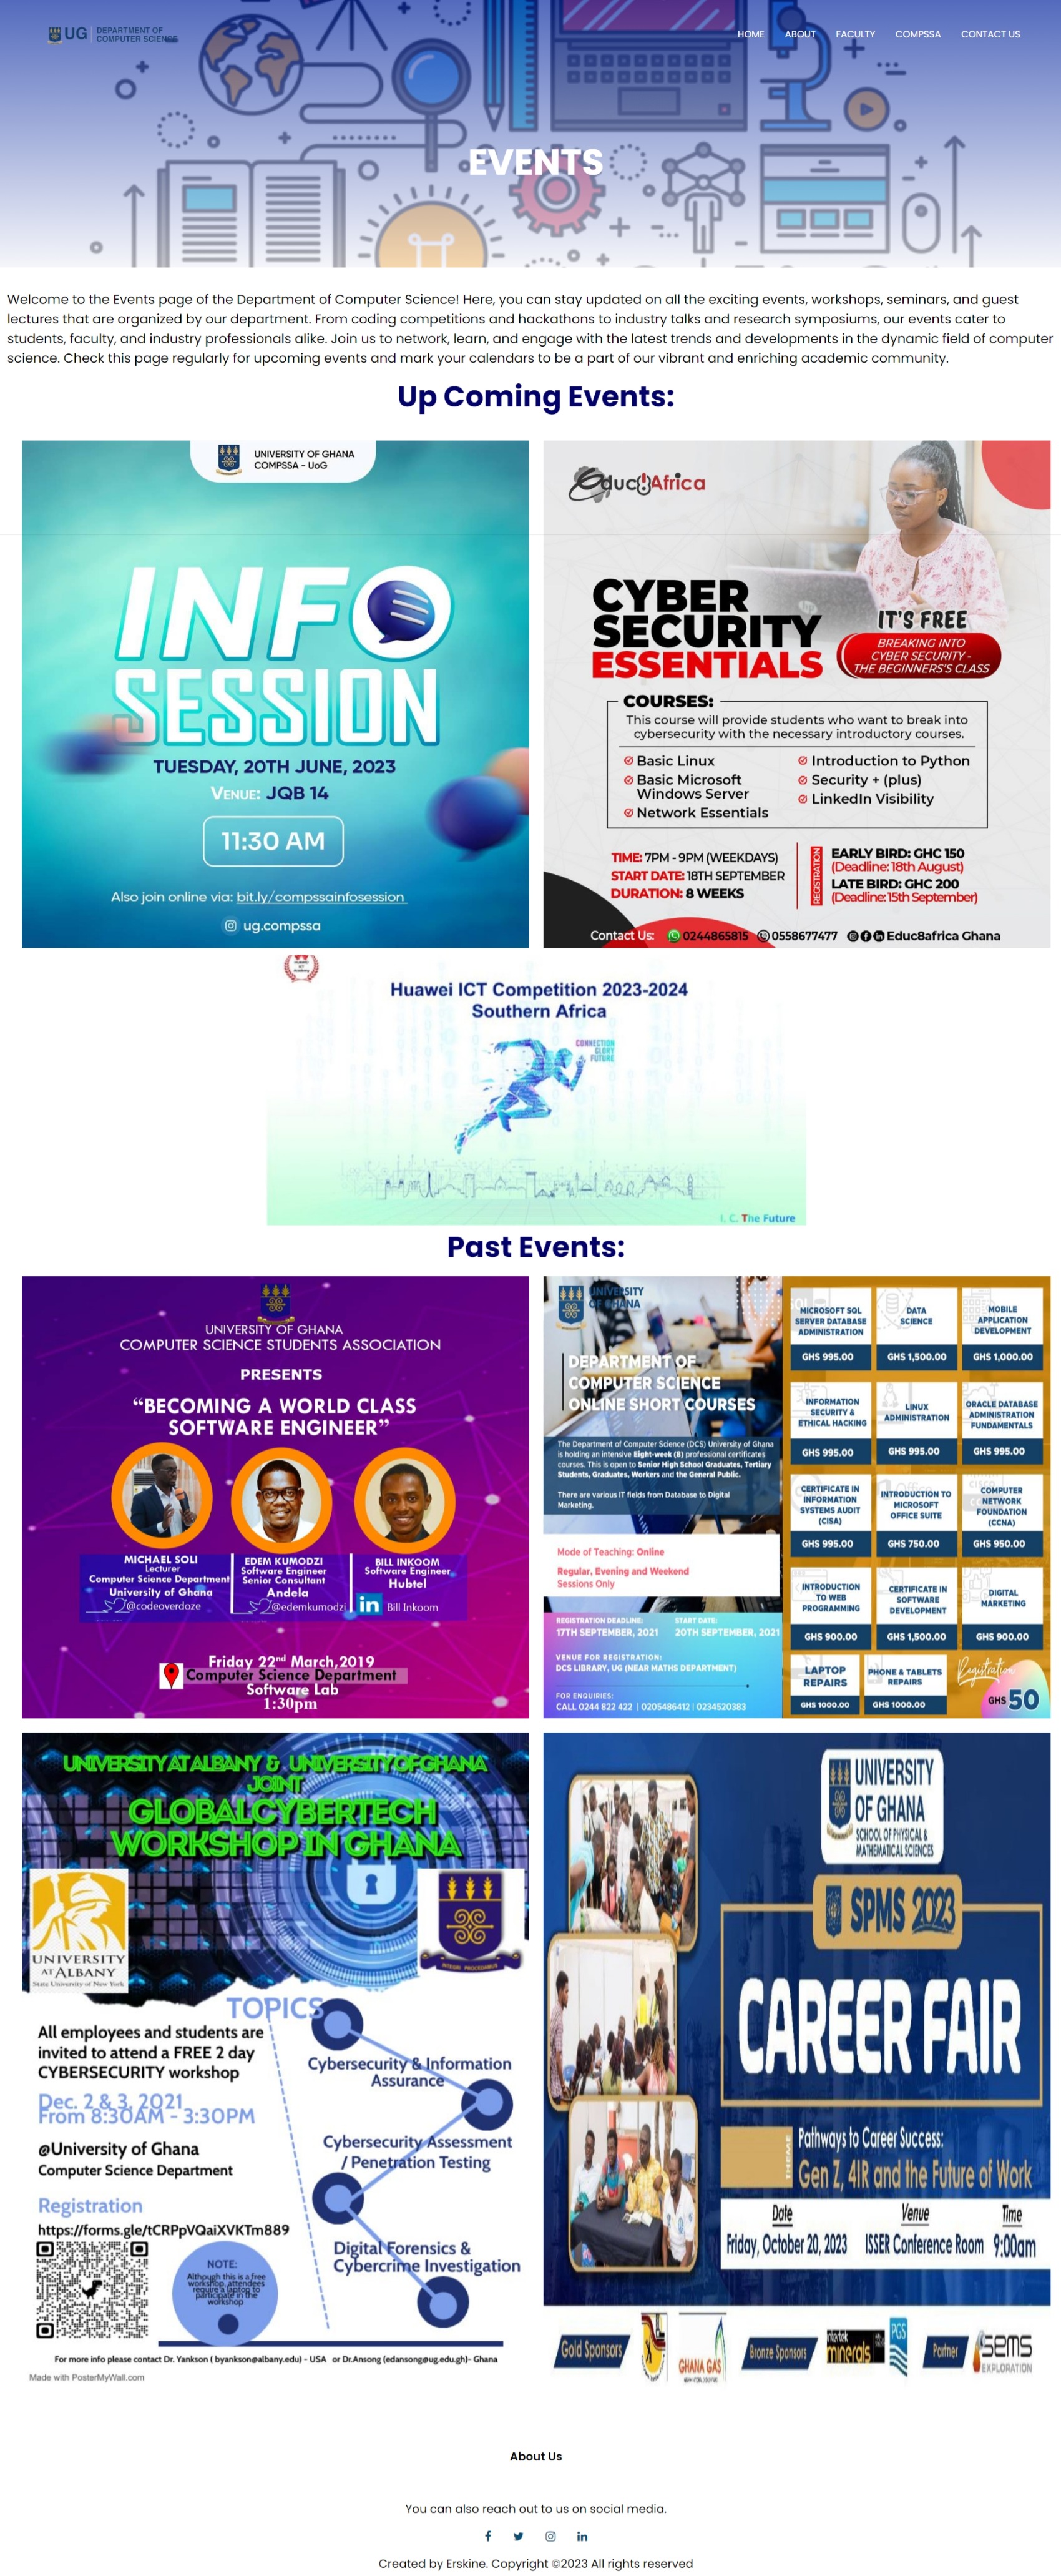 UG
DEPARTMENT OF
COMPUTER SCIENCE
HOME
ABOUT
FACULTY
COMPSSA
CONTACT US
EVENTS
Welcome to the Events page of the Department of Computer Science! Here, you can stay updated on all the exciting events, workshops, seminars, and guest
lectures that are organized by our department. From coding competitions and hackathons to industry talks and research symposiums, our events cater to
students, faculty, and industry professionals alike. Join us to network, learn, and engage with the latest trends and developments in the dynamic field of computer
science. Check this page regularly for upcoming events and mark your calendars to be a part of our vibrant and enriching academic community.
Up Coming Events:
UNIVERSITY OF GHANA
COMPSSA - UoG
INFO
SESSION
TUESDAY, 20TH JUNE, 2023
VENUE: JQB 14
11:30 AM
Also join online via: bit.ly/compssainfosession
ug.compssa
Educ8Africa
CYBER
SECURITY
ESSENTIALS
IT'S FREE
BREAKING INTO
CYBER SECURITY -
THE BEGINNERS'S CLASS
COURSES:
This course will provide students who want to break into
cybersecurity with the necessary introductory courses.
Basic Linux
Basic Microsoft
Windows Server
Network Essentials
Introduction to Python
Security + (plus)
LinkedIn Visibility
TIME: 7PM - 9PM (WEEKDAYS)
START DATE: 18TH SEPTEMBER
DURATION: 8 WEEKS
REGISTRATION
EARLY BIRD: GHC 150
(Deadline: 18th August)
LATE BIRD: GHC 200
(Deadline: 15th September)
Contact Us: 0244865815 0558677477 Educ8africa Ghana
Huawei ICT Competition 2023-2024
Southern Africa
CONNECTION
GLORY
FUTURE
I. C. The Future
Past Events:
UNIVERSITY OF GHANA
COMPUTER SCIENCE STUDENTS ASSOCIATION
PRESENTS
“BECOMING A WORLD CLASS
SOFTWARE ENGINEER”
MICHAEL SOLI
Lecturer
Computer Science Department
University of Ghana
@codeoverdoze
EDEM KUMODZI
Software Engineer
Senior Consultant
Andela
@edemkumodzi
BILL INKOOM
Software Engineer
Hubtel
in Bill Inkoom
Friday 22nd March,2019
Computer Science Department
Software Lab
1:30pm
UNIVERSITY
OF GHANA
DEPARTMENT OF
COMPUTER SCIENCE
ONLINE SHORT COURSES
The Department of Computer Science (DCS) University of Ghana
is holding an intensive Eight-week (8) professional certificates
courses. This is open to Senior High School Graduates, Tertiary
Students, Graduates, Workers and the General Public.
There are various IT fields from Database to Digital
Marketing.
Mode of Teaching: Online
Regular, Evening and Weekend
Sessions Only
REGISTRATION DEADLINE:
17TH SEPTEMBER, 2021
START DATE:
20TH SEPTEMBER, 2021
VENUE FOR REGISTRATION:
DCS LIBRARY, UG (NEAR MATHS DEPARTMENT)
FOR ENQUIRIES:
CALL 0244 822 422 | 0205486412 | 0234520383
MICROSOFT SQL
SERVER DATABASE
ADMINISTRATION
GHS 995.00
DATA
SCIENCE
GHS 1,500.00
MOBILE
APPLICATION
DEVELOPMENT
GHS 1,000.00
INFORMATION
SECURITY &
ETHICAL HACKING
GHS 995.00
LINUX
ADMINISTRATION
GHS 995.00
ORACLE DATABASE
ADMINISTRATION
FUNDAMENTALS
GHS 995.00
CERTIFICATE IN
INFORMATION
SYSTEMS AUDIT
(CISA)
GHS 995.00
INTRODUCTION TO
MICROSOFT
OFFICE SUITE
GHS 750.00
COMPUTER
NETWORK
FOUNDATION
(CCNA)
GHS 950.00
INTRODUCTION
TO WEB
PROGRAMMING
GHS 900.00
CERTIFICATE IN
SOFTWARE
DEVELOPMENT
GHS 1,500.00
DIGITAL
MARKETING
GHS 900.00
LAPTOP
REPAIRS
GHS 1000.00
PHONE & TABLETS
REPAIRS
GHS 1000.00
Registration
GHS 50
UNIVERSITY AT ALBANY & UNIVERSITY OF GHANA
JOINT
GLOBAL CYBERTECH
WORKSHOP IN GHANA
UNIVERSITY
AT ALBANY
State University of New York
INTEGRI PROCEDAMUS
TOPICS
All employees and students are
invited to attend a FREE 2 day
CYBERSECURITY workshop
Dec. 2 & 3, 2021
From 8:30AM - 3:30PM
@University of Ghana
Computer Science Department
Registration
https://forms.gle/tCRPpVQaiXVKTm889
Cybersecurity & Information
Assurance
Cybersecurity Assessment
/ Penetration Testing
Digital Forensics &
Cybercrime Investigation
NOTE:
Although this is a free
workshop, attendees
require a laptop to
participate in the
workshop
For more info please contact Dr. Yankson ( byankson@albany.edu) - USA or Dr.Ansong (edansong@ug.edu.gh)- Ghana
Made with PosterMyWall.com
UNIVERSITY
OF GHANA
SCHOOL OF PHYSICAL &
MATHEMATICAL SCIENCES
SPMS 2023
CAREER FAIR
THEME
Pathways to Career Success:
Gen Z, 4IR and the Future of Work
Date
Friday, October 20, 2023
Venue
ISSER Conference Room
Time
9:00am
Gold Sponsors
GHANA GAS
Bronze Sponsors
intertek
minerals
PGS
Partner
SEMS
EXPLORATION
About Us
You can also reach out to us on social media.
Created by Erskine. Copyright ©2023 All rights reserved